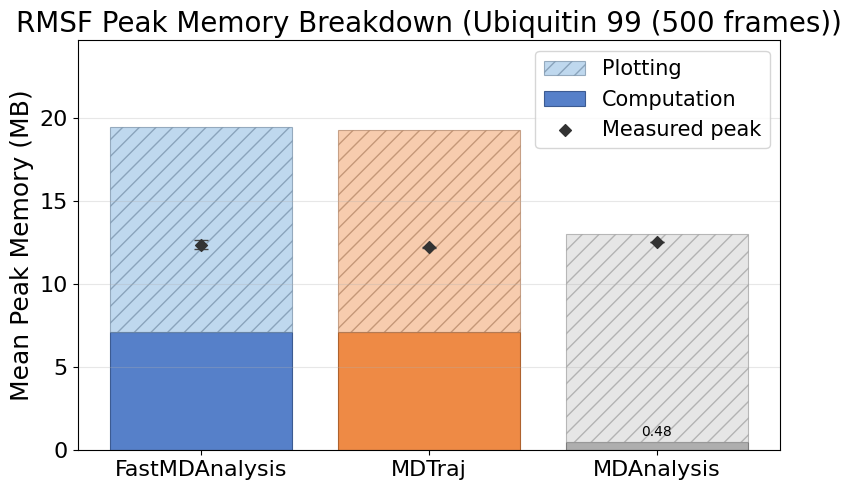 RMSF Peak Memory Breakdown (Ubiquitin 99 (500 frames))
Mean Peak Memory (MB)
20
15
10
5
0
Plotting
Computation
Measured peak
0.48
FastMDAnalysis
MDTraj
MDAnalysis